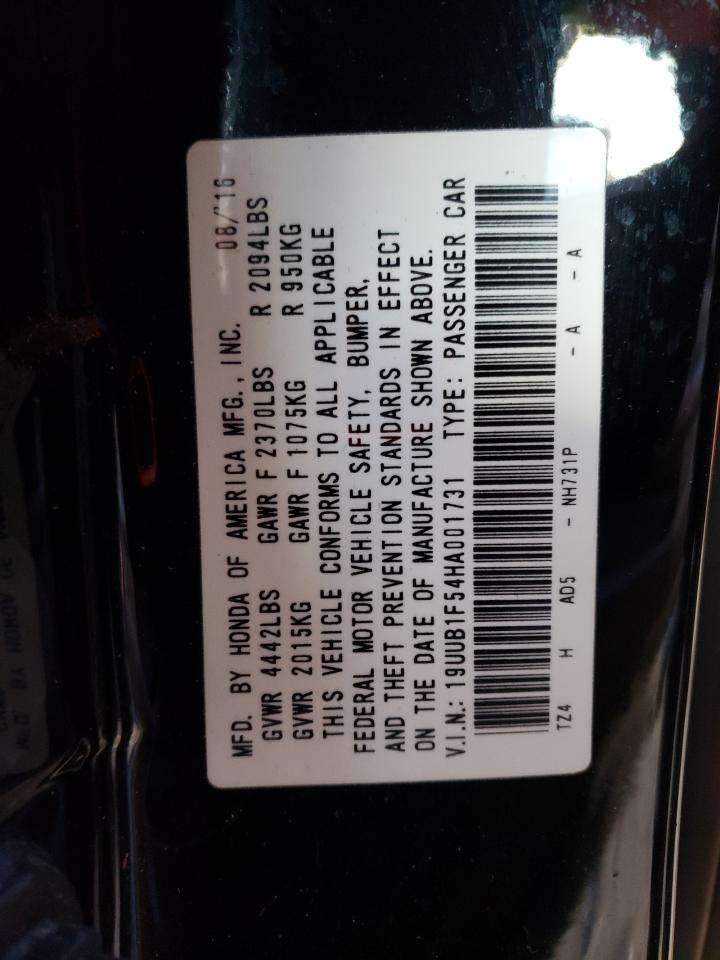 MFD. BY HONDA OF AMERICA MFG., INC. 08/'16
GVWR 4442LBS GAWR F 2370LBS R 2094LBS
GVWR 2015KG GAWR F 1075KG R 950KG
THIS VEHICLE CONFORMS TO ALL APPLICABLE
FEDERAL MOTOR VEHICLE SAFETY, BUMPER,
AND THEFT PREVENTION STANDARDS IN EFFECT
ON THE DATE OF MANUFACTURE SHOWN ABOVE.
V.I.N.: 19UUB1F54HA001731 TYPE: PASSENGER CAR
TZ4 H AD5 - NH731P - A - A